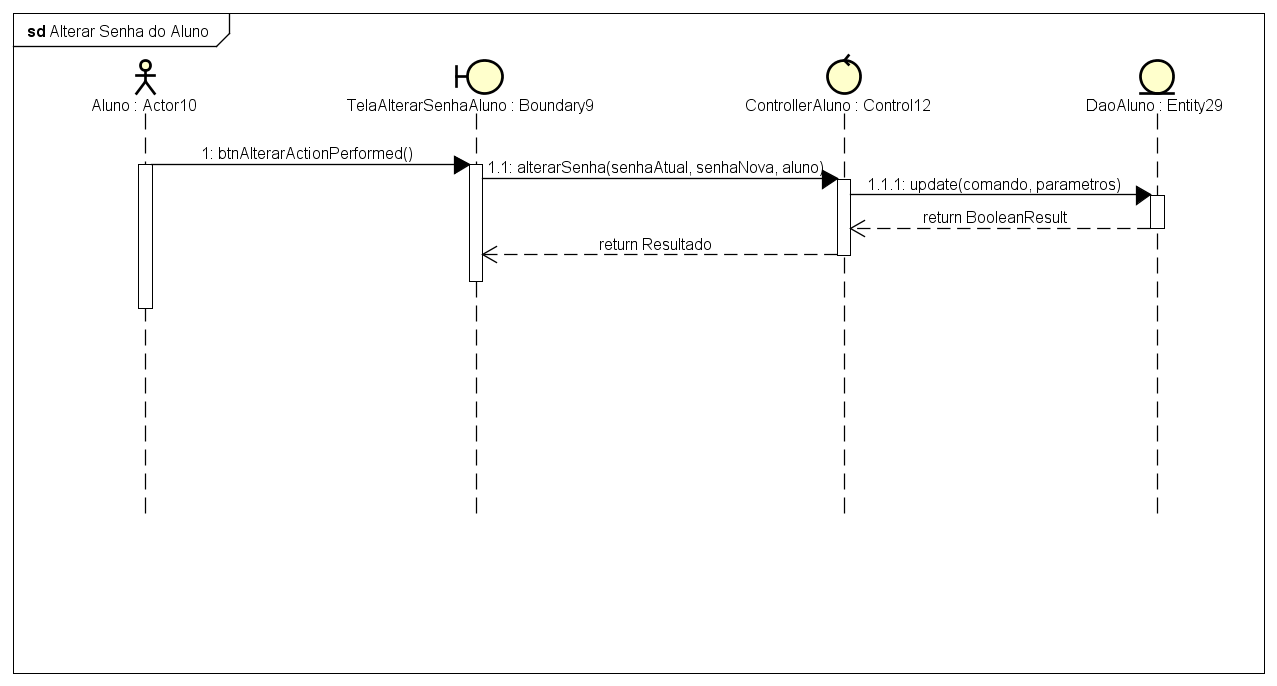 sd Alterar Senha do Aluno
Aluno : Actor10
TelaAlterarSenhaAluno : Boundary9
ControllerAluno : Control12
DaoAluno : Entity29
1: btnAlterarActionPerformed()
1.1: alterarSenha(senhaAtual, senhaNova, aluno)
1.1.1: update(comando, parametros)
return BooleanResult
return Resultado